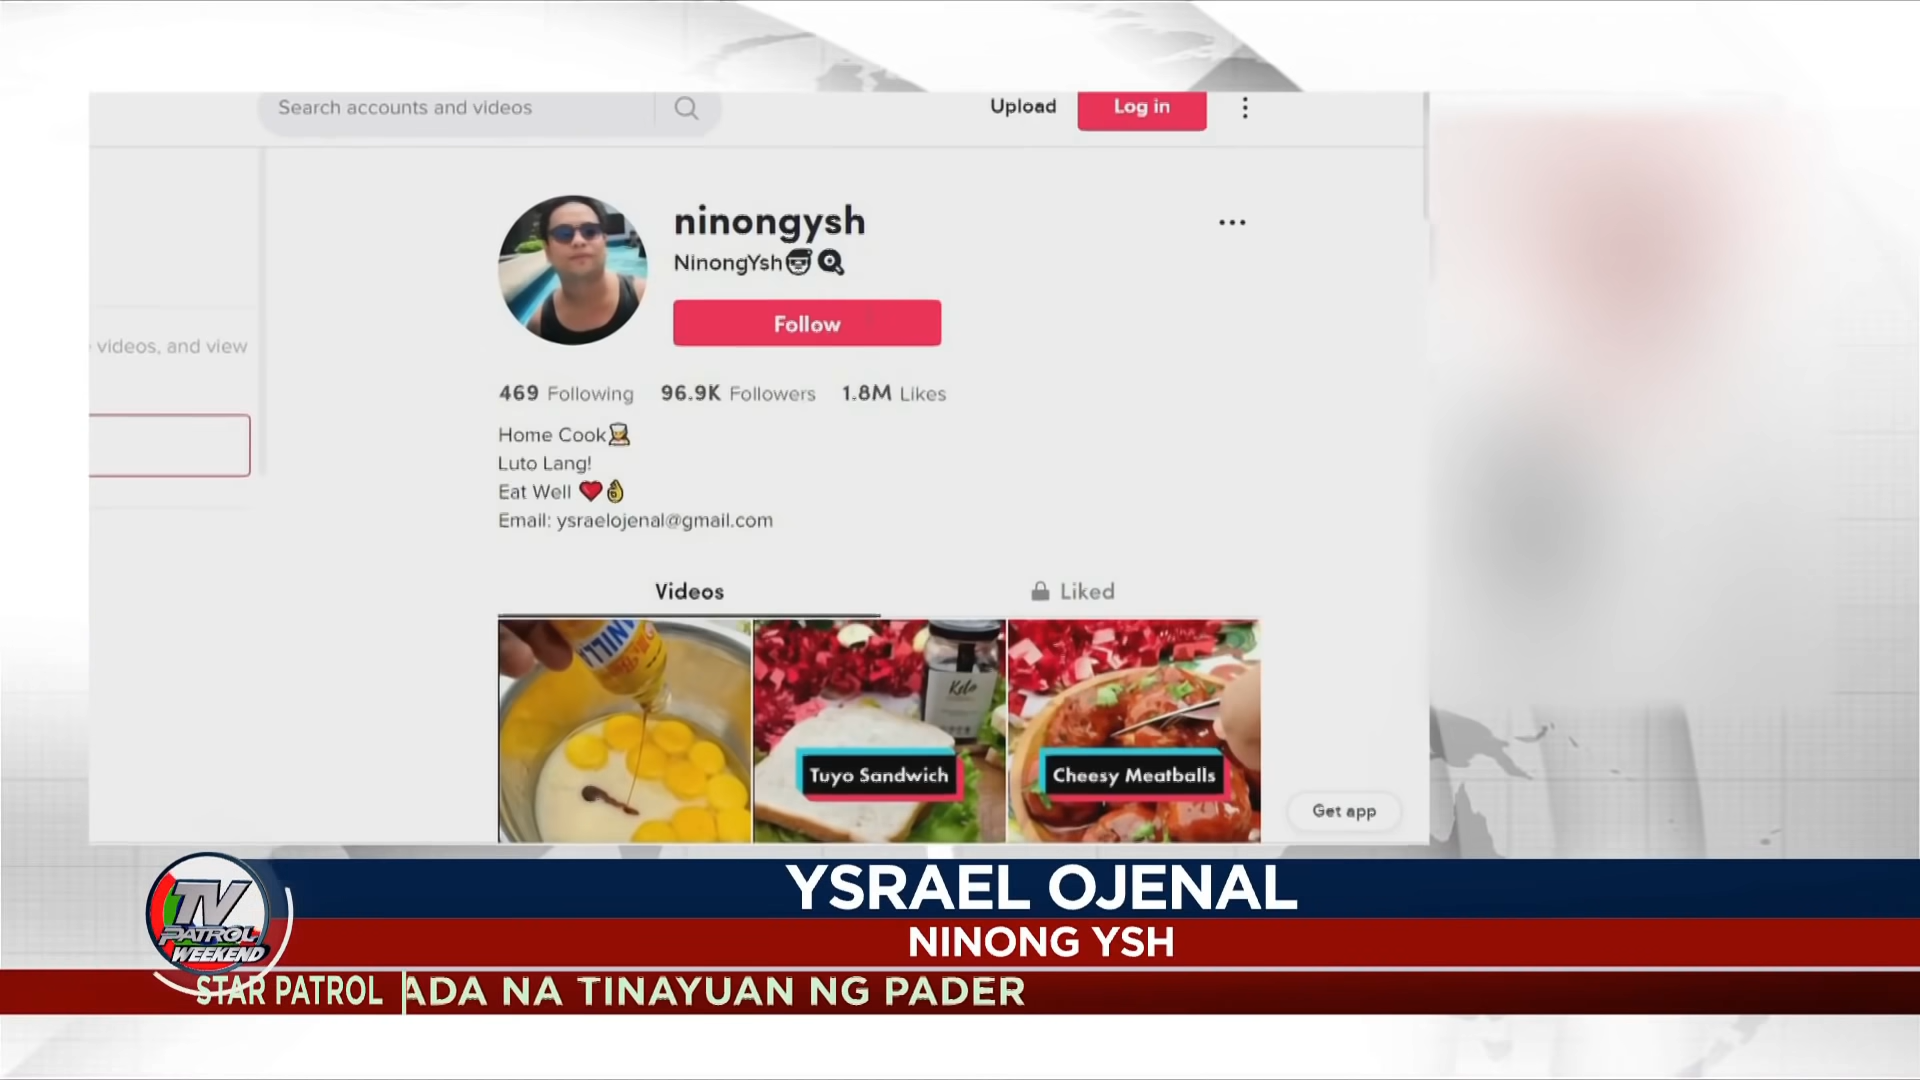 Search accounts and videos
Upload
Log in
ninongysh
NinongYsh
Follow
469 Following 96.9K Followers 1.8M Likes
videos, and view
Home Cook
Luto Lang!
Eat Well
Email: ysraelojenal@gmail.com
Videos
Liked
Keto
Tuyo Sandwich
Cheesy Meatballs
Get app
YSRAEL OJENAL
NINONG YSH
TV
PATROL
WEEKEND
STAR PATROL
ADA NA TINAYUAN NG PADER